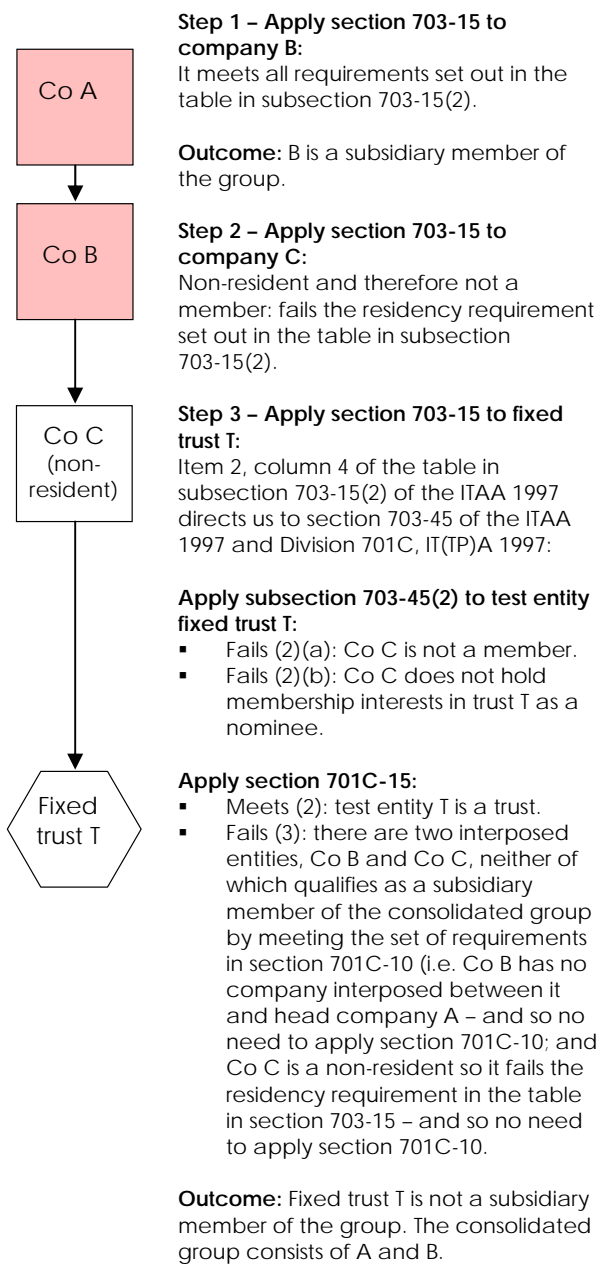 Co A
Co B
Co C
(non-
resident)
Fixed
trust T
Step 1 – Apply section 703-15 to
company B:
It meets all requirements set out in the
table in subsection 703-15(2).
Outcome: B is a subsidiary member of
the group.
Step 2 – Apply section 703-15 to
company C:
Non-resident and therefore not a
member: fails the residency requirement
set out in the table in subsection
703-15(2).
Step 3 – Apply section 703-15 to fixed
trust T:
Item 2, column 4 of the table in
subsection 703-15(2) of the ITAA 1997
directs us to section 703-45 of the ITAA
1997 and Division 701C, IT(TP)A 1997:
Apply subsection 703-45(2) to test entity
fixed trust T:
▪ Fails (2)(a): Co C is not a member.
▪ Fails (2)(b): Co C does not hold
membership interests in trust T as a
nominee.
Apply section 701C-15:
▪ Meets (2): test entity T is a trust.
▪ Fails (3): there are two interposed
entities, Co B and Co C, neither of
which qualifies as a subsidiary
member of the consolidated group
by meeting the set of requirements
in section 701C-10 (i.e. Co B has no
company interposed between it
and head company A – and so no
need to apply section 701C-10; and
Co C is a non-resident so it fails the
residency requirement in the table
in section 703-15 – and so no need
to apply section 701C-10.
Outcome: Fixed trust T is not a subsidiary
member of the group. The consolidated
group consists of A and B.